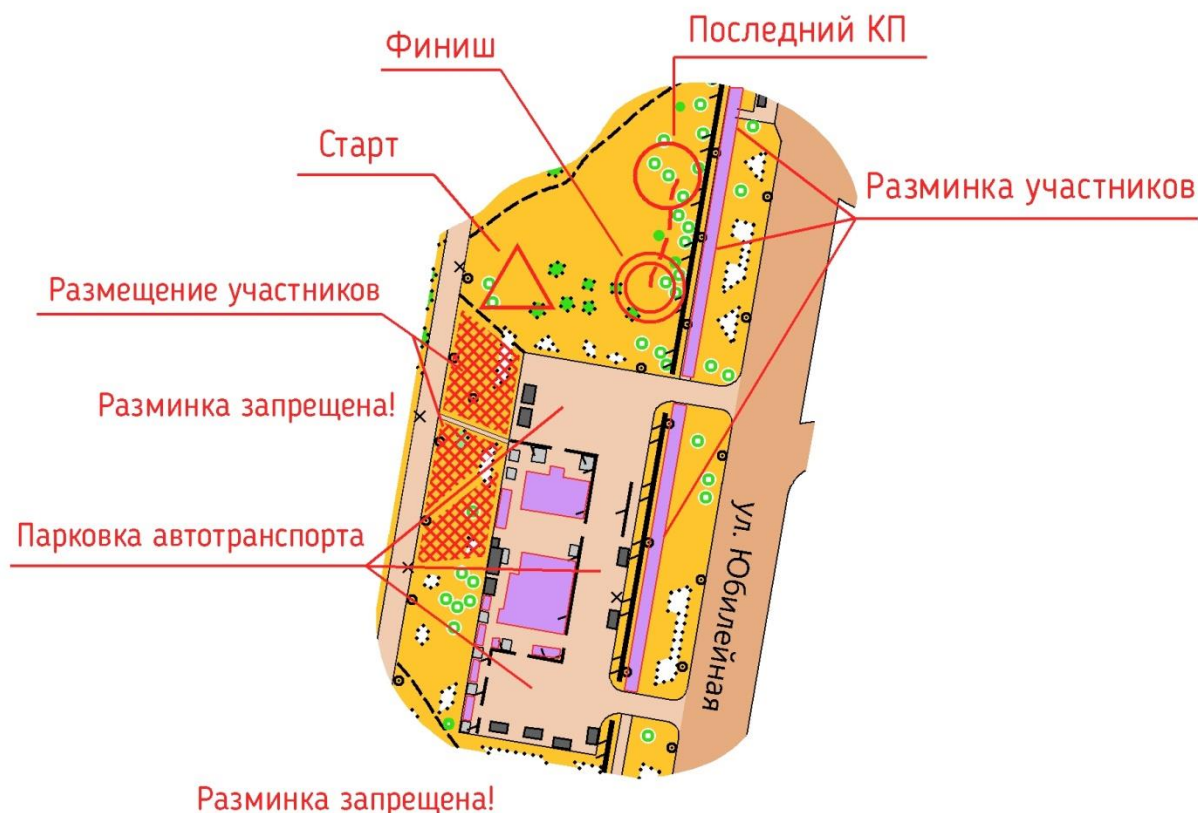 Последний КП
Финиш
Старт
Разминка участников
Размещение участников
Разминка запрещена!
Парковка автотранспорта
ул. Юбилейная
Разминка запрещена!